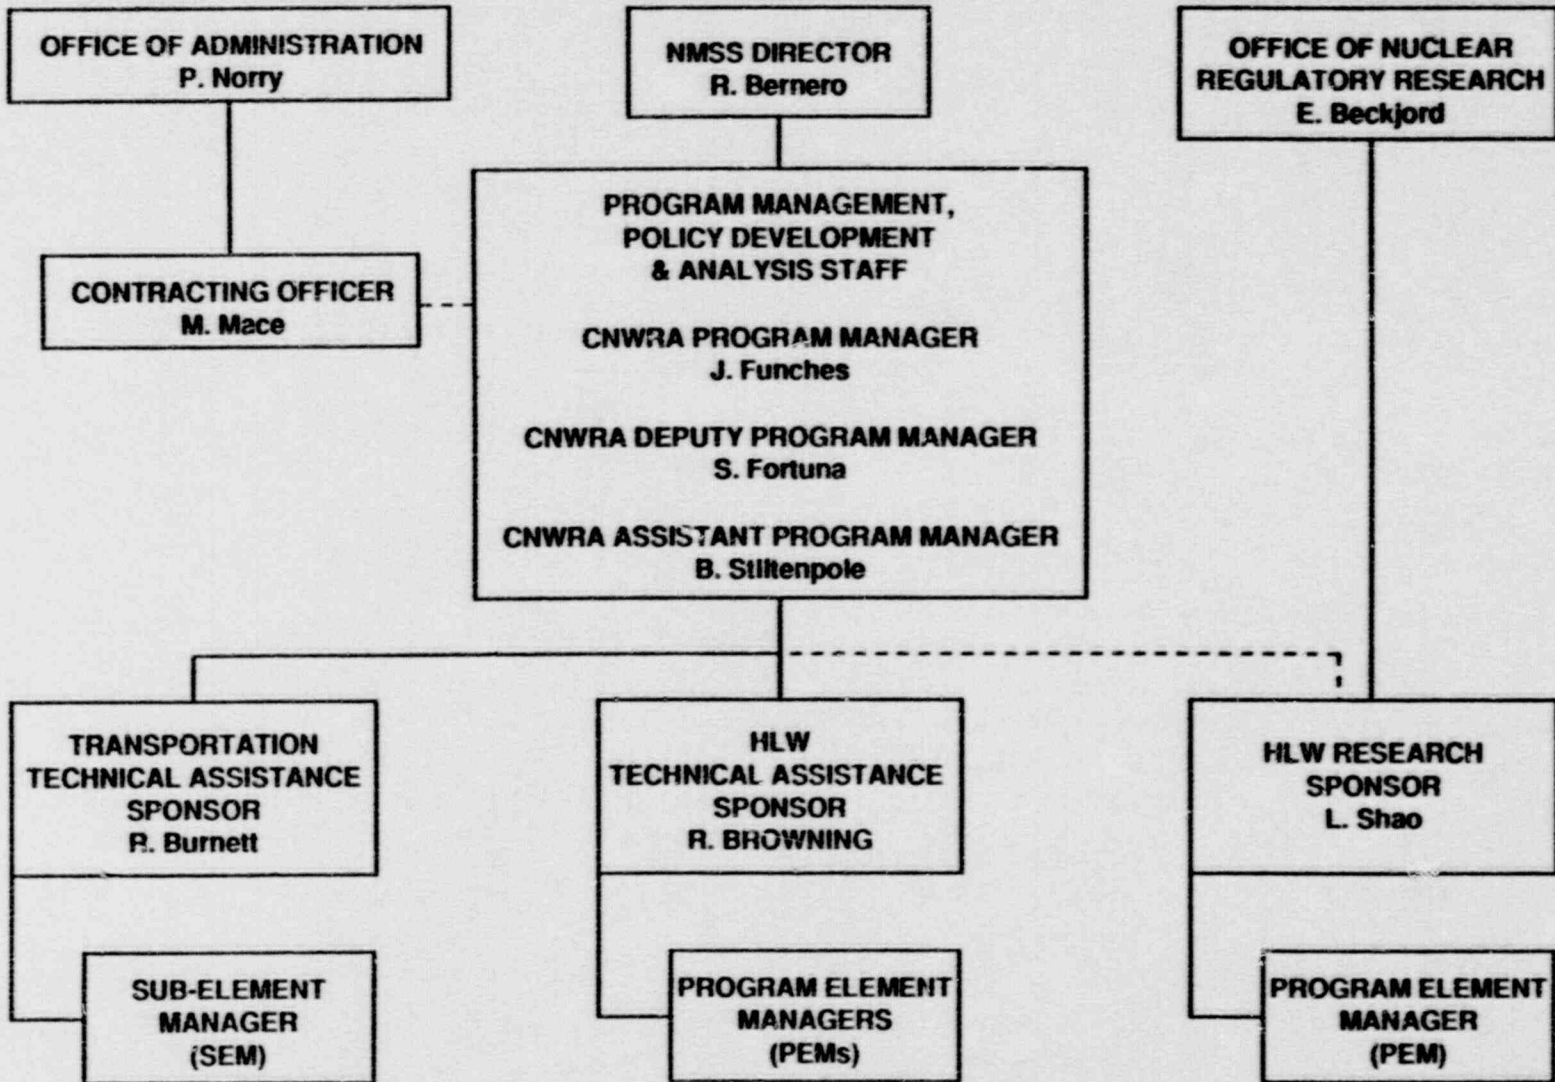 OFFICE OF ADMINISTRATION
P. Norry
NMSS DIRECTOR
R. Bernero
OFFICE OF NUCLEAR
REGULATORY RESEARCH
E. Beckjord
CONTRACTING OFFICER
M. Mace
PROGRAM MANAGEMENT,
POLICY DEVELOPMENT
& ANALYSIS STAFF
CNWRA PROGRAM MANAGER
J. Funches
CNWRA DEPUTY PROGRAM MANAGER
S. Fortuna
CNWRA ASSISTANT PROGRAM MANAGER
B. Stiltenpole
TRANSPORTATION
TECHNICAL ASSISTANCE
SPONSOR
R. Burnett
HLW
TECHNICAL ASSISTANCE
SPONSOR
R. BROWNING
HLW RESEARCH
SPONSOR
L. Shao
SUB-ELEMENT
MANAGER
(SEM)
PROGRAM ELEMENT
MANAGERS
(PEMs)
PROGRAM ELEMENT
MANAGER
(PEM)